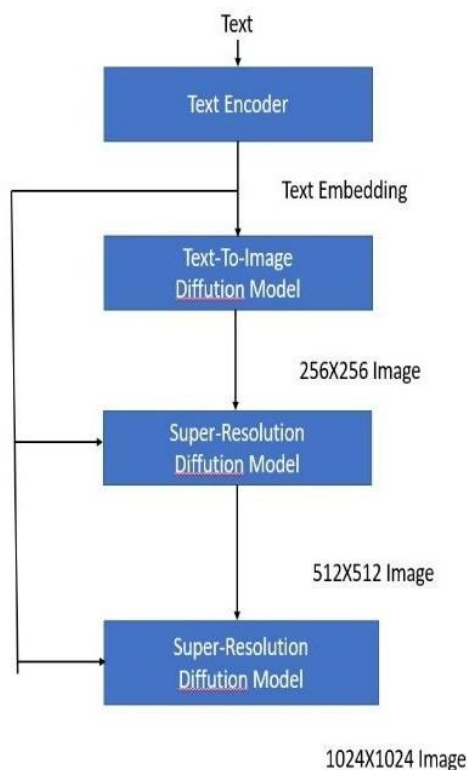 Text
Text Encoder
Text Embedding
Text-To-Image
Diffution Model
256X256 Image
Super-Resolution
Diffution Model
512X512 Image
Super-Resolution
Diffution Model
1024X1024 Image